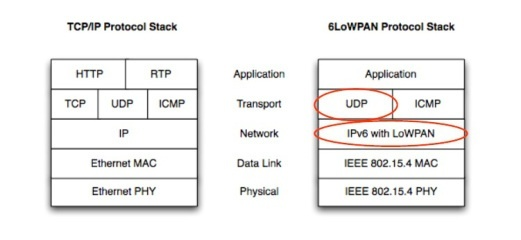 TCP/IP Protocol Stack
6LoWPAN Protocol Stack
HTTP RTP Application Application
TCP UDP ICMP Transport UDP ICMP
IP Network IPv6 with LoWPAN
Ethernet MAC Data Link IEEE 802.15.4 MAC
Ethernet PHY Physical IEEE 802.15.4 PHY